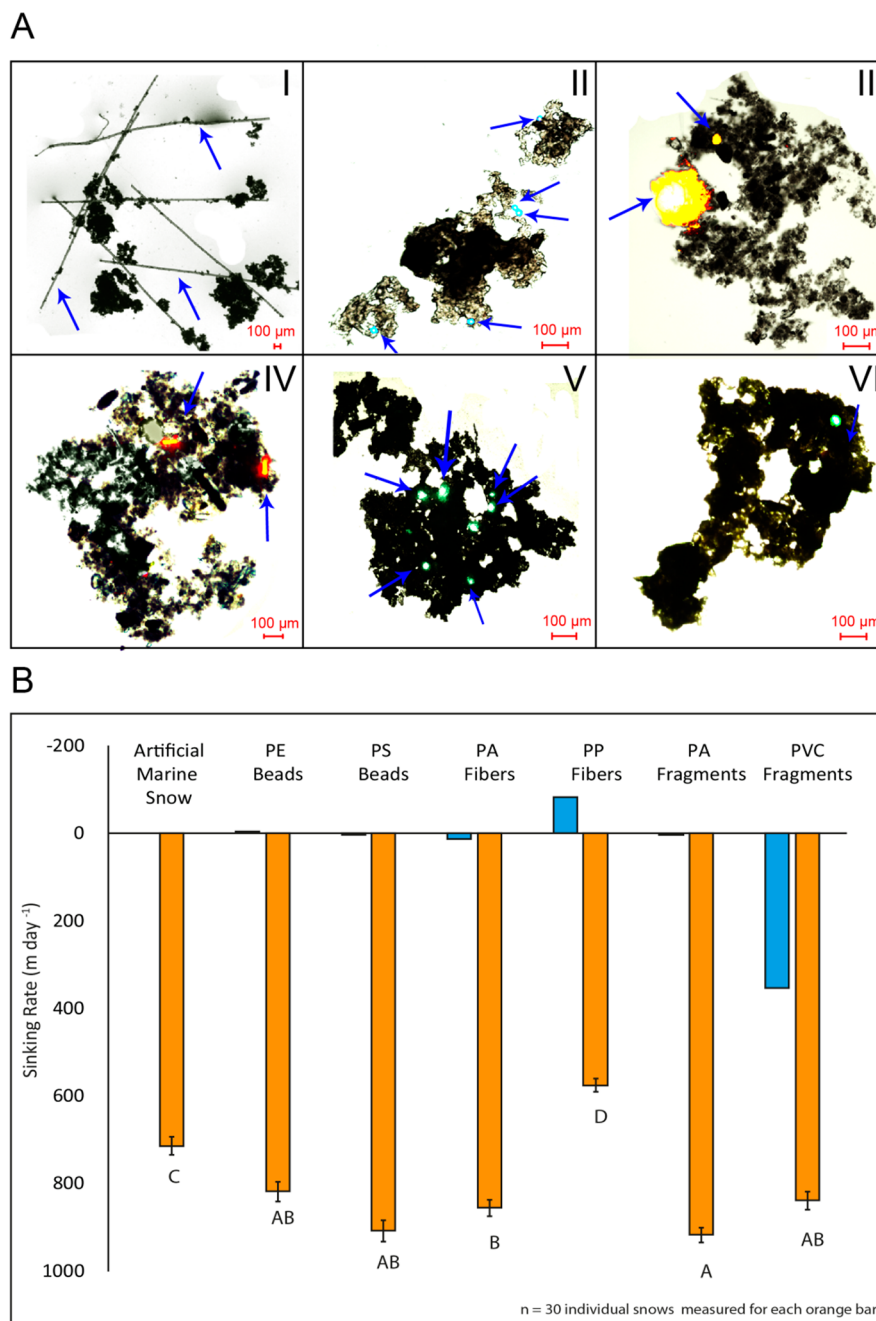 A
I
II
III
100 µm
100 µm
100 µm
IV
V
VI
100 µm
100 µm
100 µm
B
Artificial
Marine
Snow
PE
Beads
PS
Beads
PA
Fibers
PP
Fibers
PA
Fragments
PVC
Fragments
-200
0
200
400
600
800
1000
Sinking Rate (m day -1)
C
AB
AB
B
D
A
AB
n = 30 individual snows measured for each orange bar